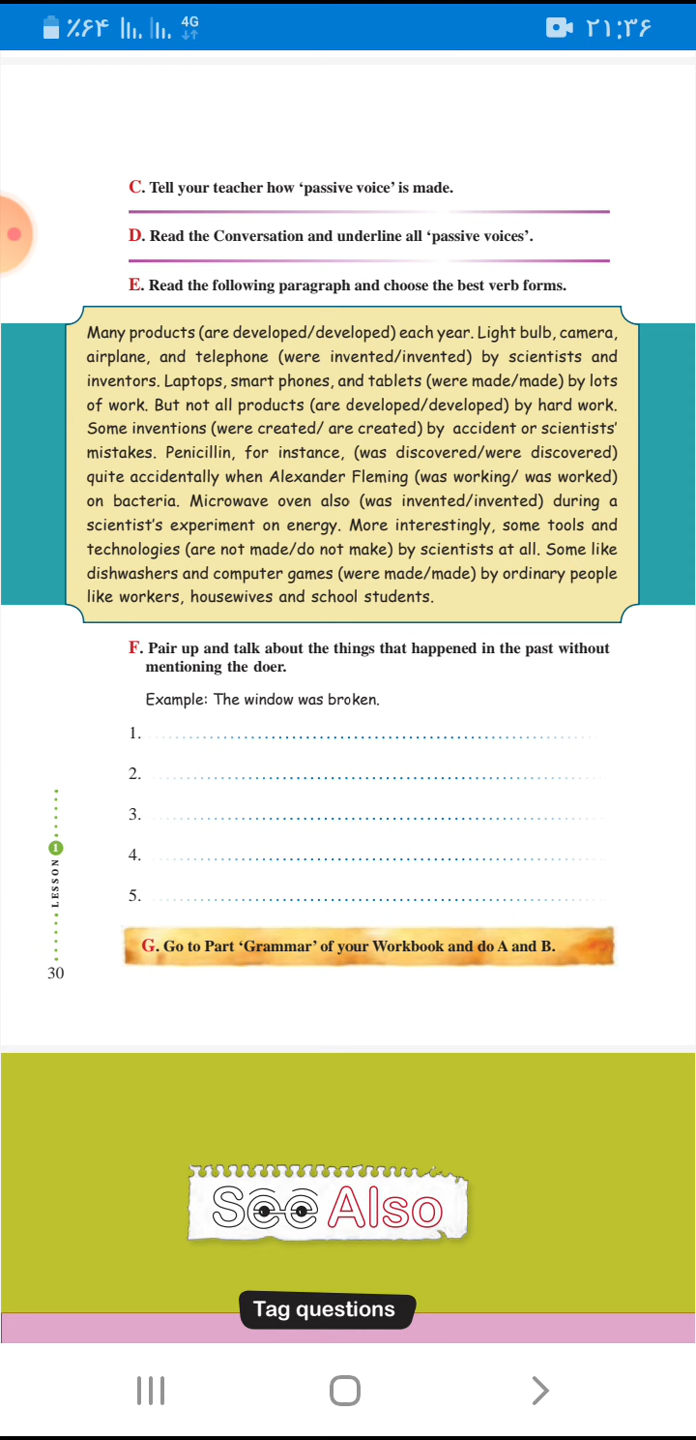 ٪۶۴ 4G ۲۱:۳۶
C. Tell your teacher how ‘passive voice’ is made.
D. Read the Conversation and underline all ‘passive voices’.
E. Read the following paragraph and choose the best verb forms.
Many products (are developed/developed) each year. Light bulb, camera,
airplane, and telephone (were invented/invented) by scientists and
inventors. Laptops, smart phones, and tablets (were made/made) by lots
of work. But not all products (are developed/developed) by hard work.
Some inventions (were created/ are created) by accident or scientists’
mistakes. Penicillin, for instance, (was discovered/were discovered)
quite accidentally when Alexander Fleming (was working/ was worked)
on bacteria. Microwave oven also (was invented/invented) during a
scientist’s experiment on energy. More interestingly, some tools and
technologies (are not made/do not make) by scientists at all. Some like
dishwashers and computer games (were made/made) by ordinary people
like workers, housewives and school students.
F. Pair up and talk about the things that happened in the past without
mentioning the doer.
Example: The window was broken.
1.
2.
3.
4.
5.
G. Go to Part ‘Grammar’ of your Workbook and do A and B.
LESSON 1
30
See Also
Tag questions